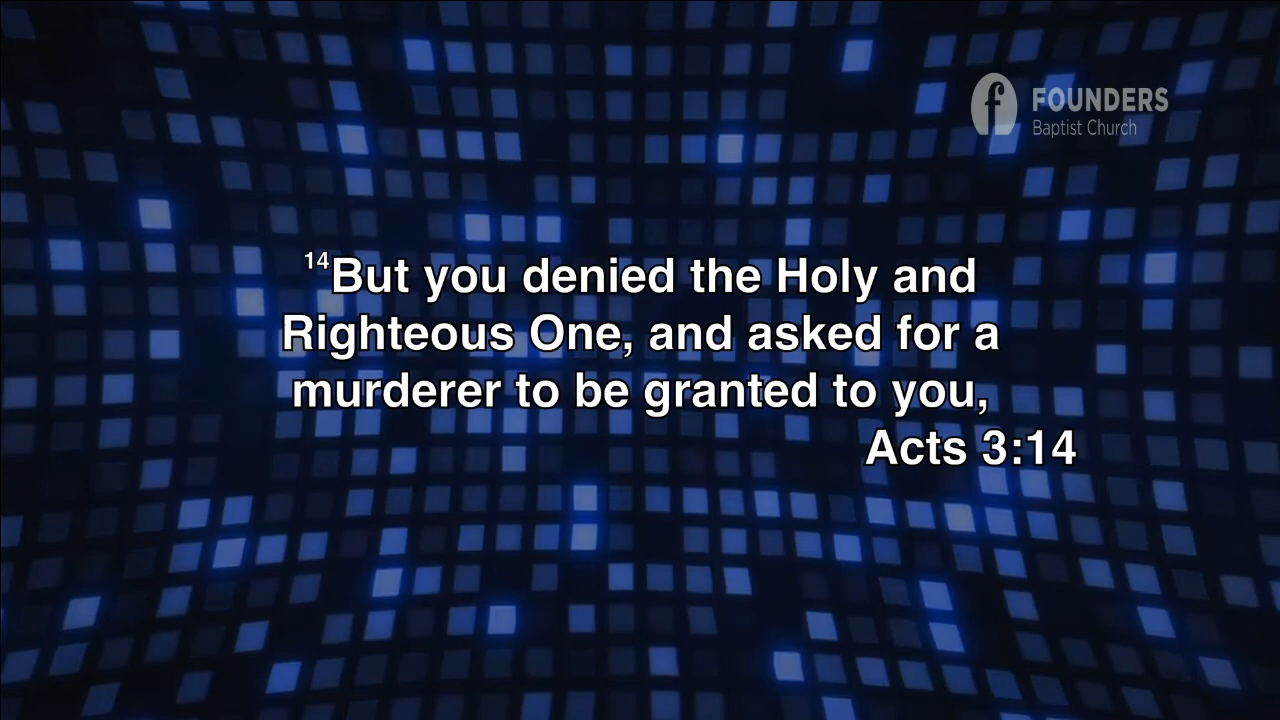 FOUNDERS
Baptist Church
14But you denied the Holy and
Righteous One, and asked for a
murderer to be granted to you,
Acts 3:14